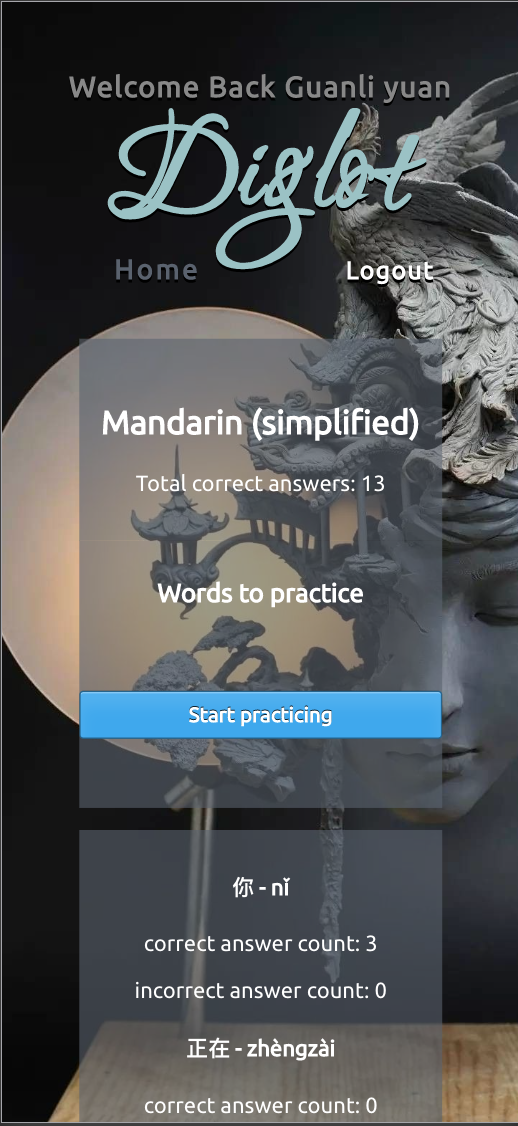 Welcome Back Guanli yuan
Diglot
Home
Logout
Mandarin (simplified)
Total correct answers: 13
Words to practice
Start practicing
你 - nǐ
correct answer count: 3
incorrect answer count: 0
正在 - zhèngzài
correct answer count: 0